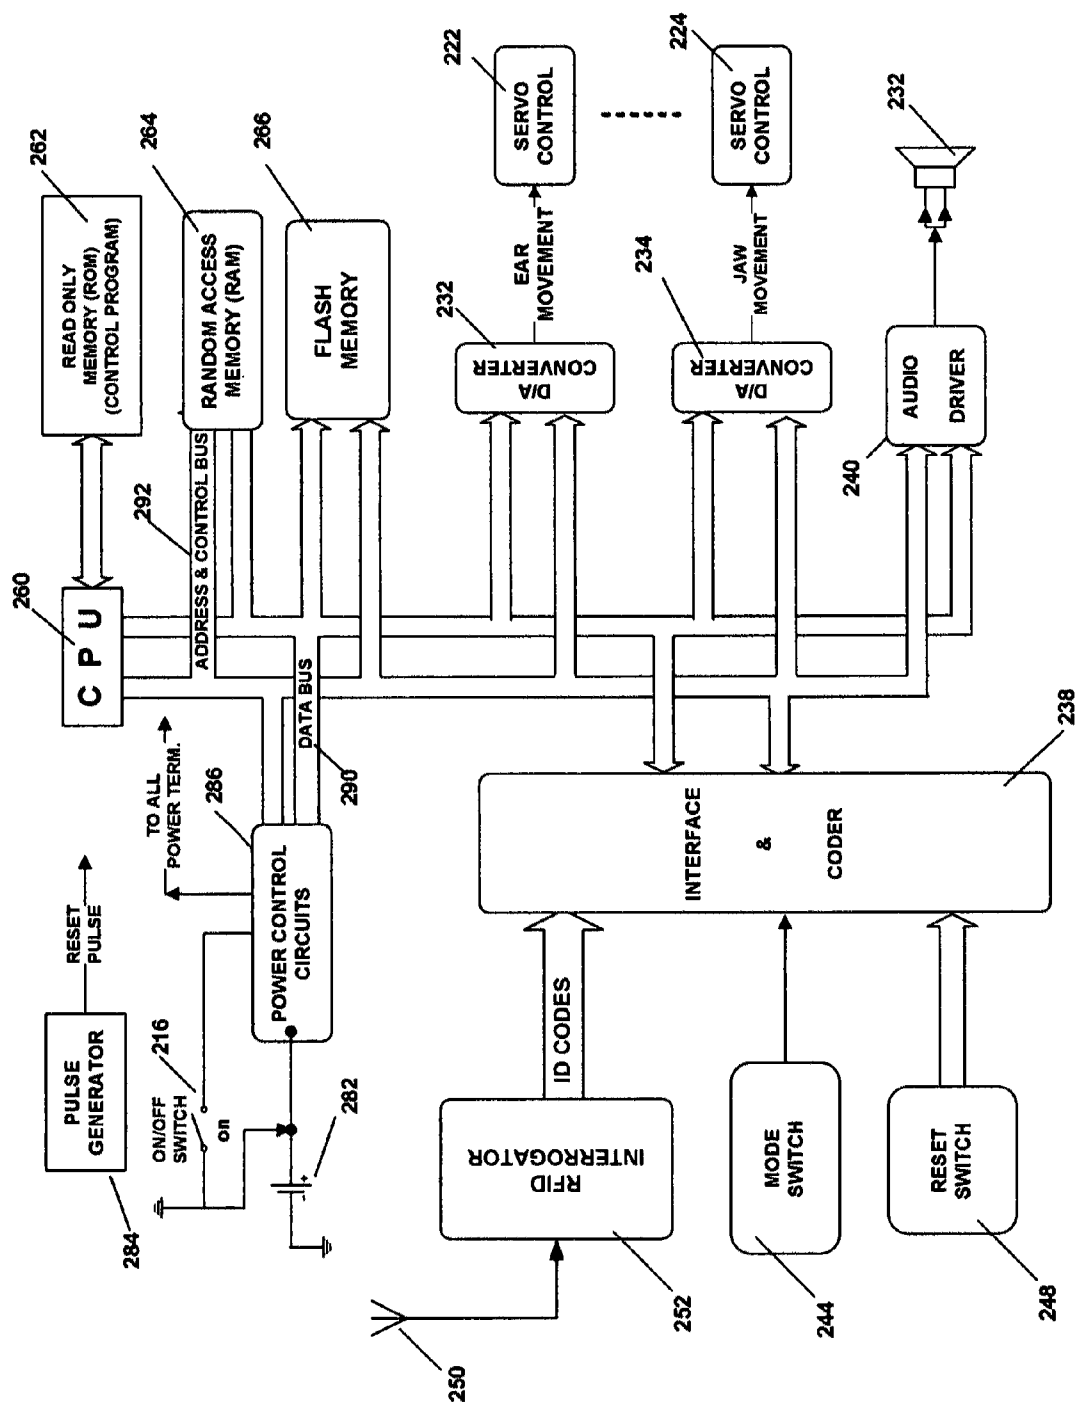 PULSE
GENERATOR
284
RESET
PULSE
ON/OFF
SWITCH
216
on
282
+
-
TO ALL
POWER TERM.
286
POWER CONTROL
CIRCUITS
C P U
260
READ ONLY
MEMORY (ROM)
(CONTROL PROGRAM)
262
RANDOM ACCESS
MEMORY (RAM)
264
FLASH
MEMORY
266
ADDRESS & CONTROL BUS
292
DATA BUS
290
D/A
CONVERTER
232
EAR
MOVEMENT
SERVO
CONTROL
222
D/A
CONVERTER
234
JAW
MOVEMENT
SERVO
CONTROL
224
AUDIO
DRIVER
240
232
INTERFACE
&
CODER
238
250
RFID
INTERROGATOR
252
ID CODES
MODE
SWITCH
244
RESET
SWITCH
248